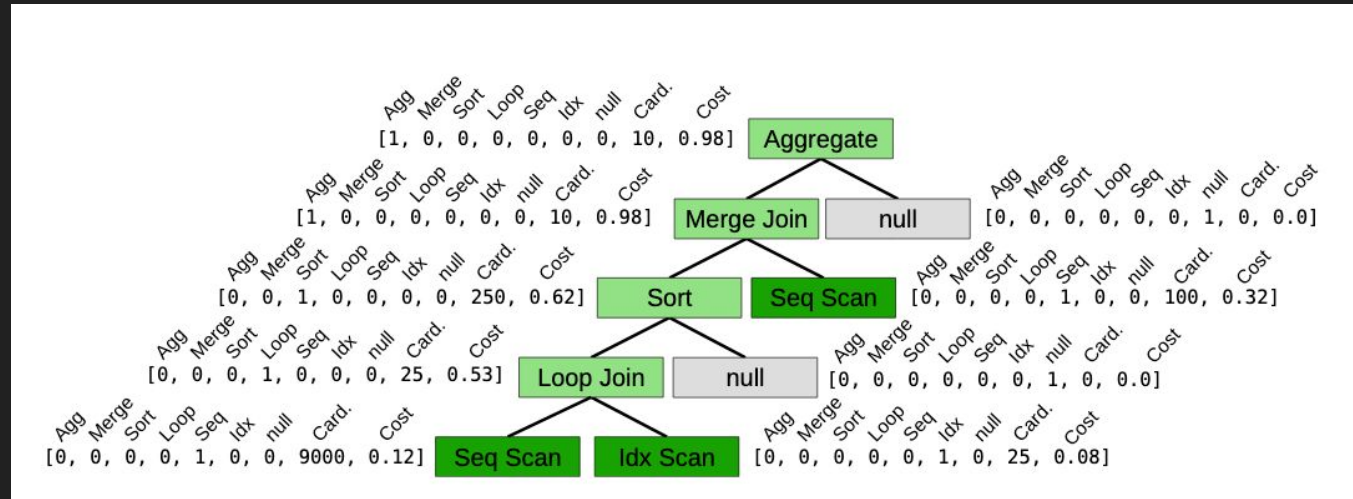 Agg Merge Sort Loop Seq Idx null Card. Cost
[1, 0, 0, 0, 0, 0, 0, 10, 0.98] Aggregate
Agg Merge Sort Loop Seq Idx null Card. Cost Agg Merge Sort Loop Seq Idx null Card. Cost
[1, 0, 0, 0, 0, 0, 0, 10, 0.98] Merge Join null [0, 0, 0, 0, 0, 0, 1, 0, 0.0]
Agg Merge Sort Loop Seq Idx null Card. Cost Agg Merge Sort Loop Seq Idx null Card. Cost
[0, 0, 1, 0, 0, 0, 0, 250, 0.62] Sort Seq Scan [0, 0, 0, 0, 1, 0, 0, 100, 0.32]
Agg Merge Sort Loop Seq Idx null Card. Cost Agg Merge Sort Loop Seq Idx null Card. Cost
[0, 0, 0, 1, 0, 0, 0, 25, 0.53] Loop Join null [0, 0, 0, 0, 0, 0, 1, 0, 0.0]
Agg Merge Sort Loop Seq Idx null Card. Cost Agg Merge Sort Loop Seq Idx null Card. Cost
[0, 0, 0, 0, 1, 0, 0, 9000, 0.12] Seq Scan Idx Scan [0, 0, 0, 0, 0, 1, 0, 25, 0.08]